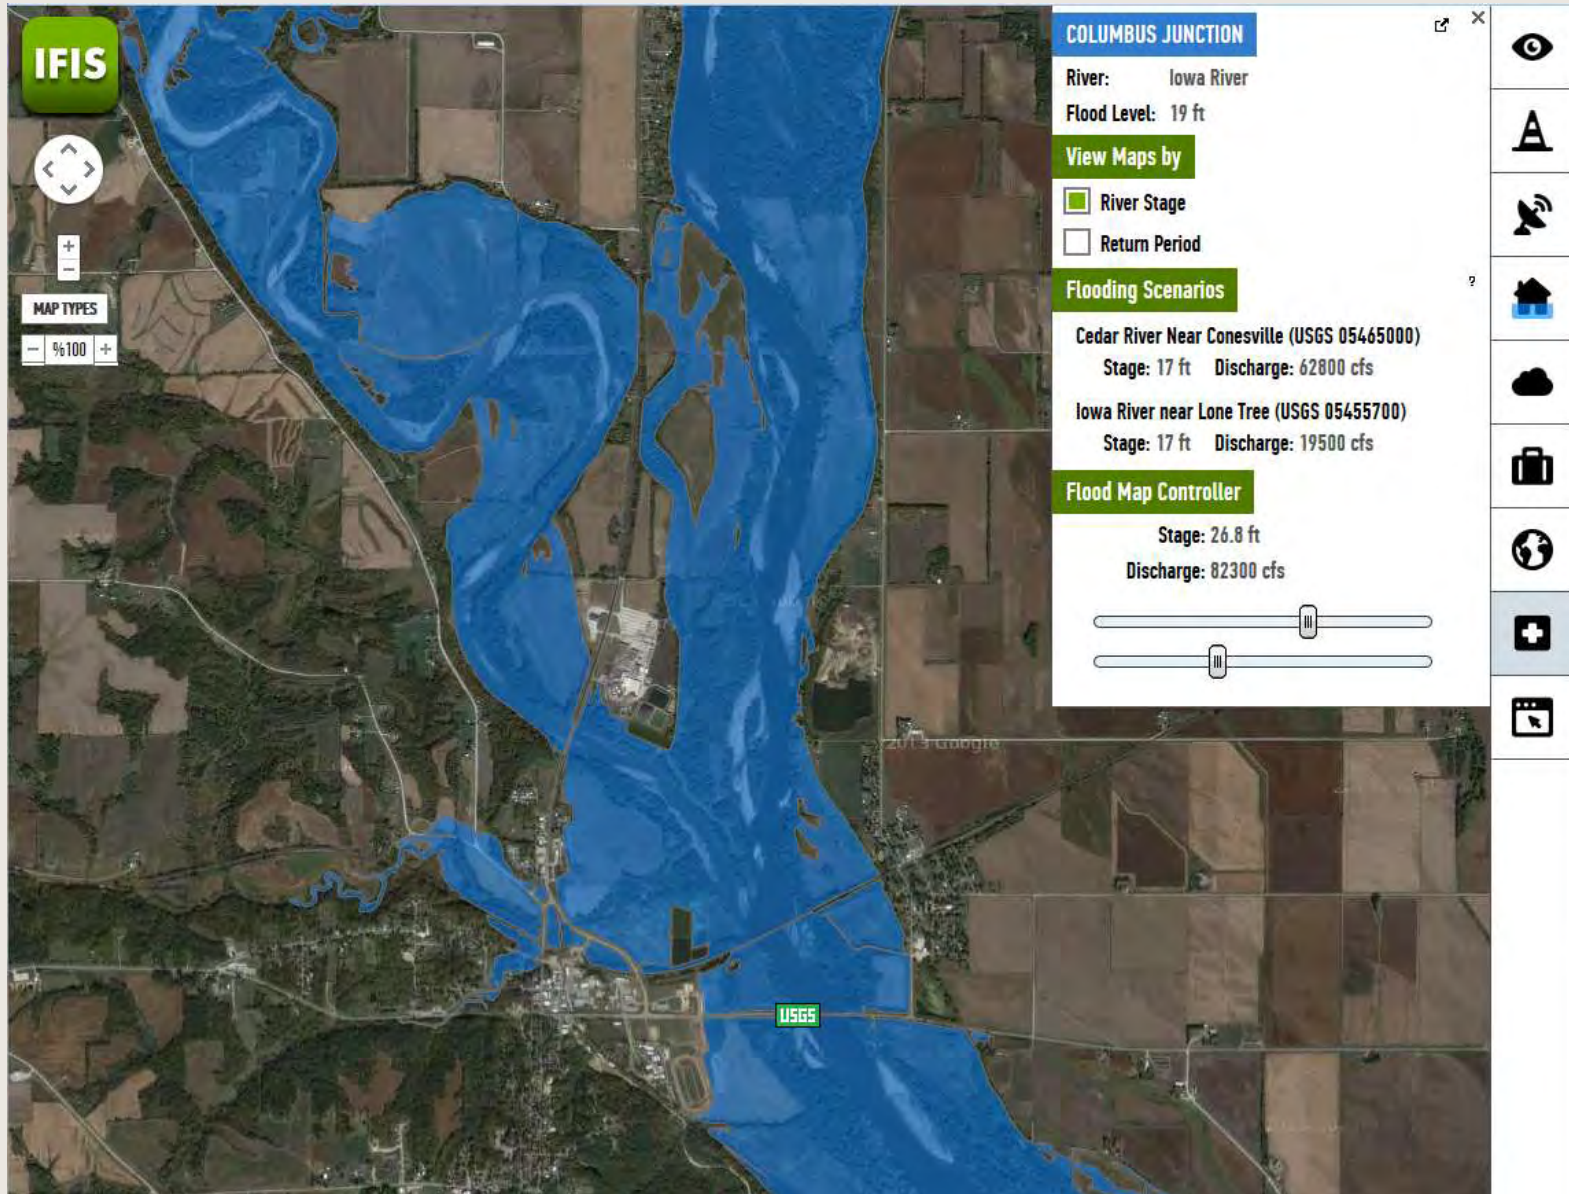 IFIS
MAP TYPES
− %100 +
COLUMBUS JUNCTION
River: Iowa River
Flood Level: 19 ft
View Maps by
River Stage
Return Period
Flooding Scenarios
?
Cedar River Near Conesville (USGS 05465000)
Stage: 17 ft Discharge: 62800 cfs
Iowa River near Lone Tree (USGS 05455700)
Stage: 17 ft Discharge: 19500 cfs
Flood Map Controller
Stage: 26.8 ft
Discharge: 82300 cfs
2013 Google
USGS